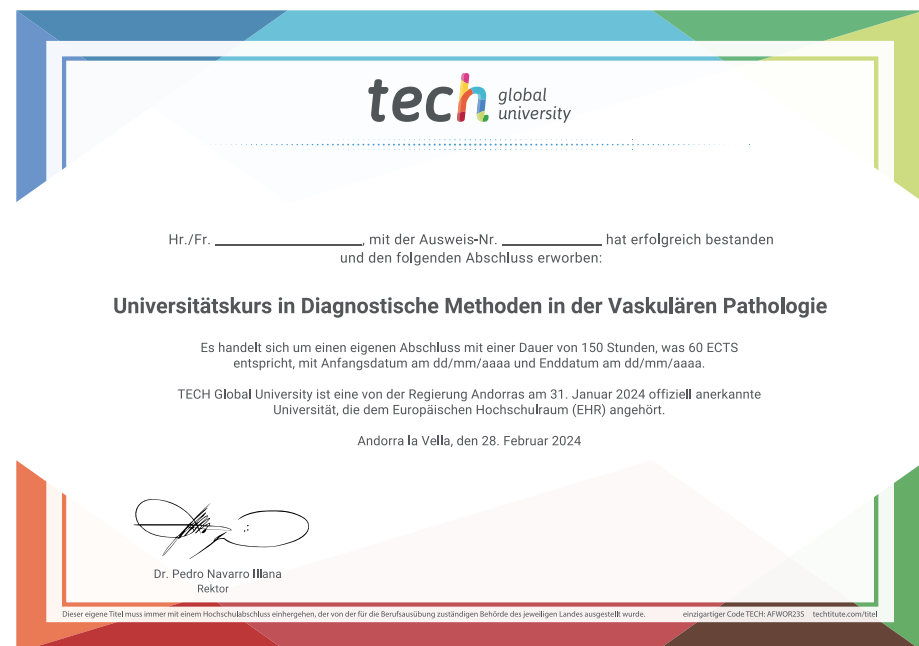 tech global university
Hr./Fr. ____________________, mit der Ausweis-Nr. ______________ hat erfolgreich bestanden
und den folgenden Abschluss erworben:
Universitätskurs in Diagnostische Methoden in der Vaskulären Pathologie
Es handelt sich um einen eigenen Abschluss mit einer Dauer von 150 Stunden, was 60 ECTS
entspricht, mit Anfangsdatum am dd/mm/aaaa und Enddatum am dd/mm/aaaa.
TECH Global University ist eine von der Regierung Andorras am 31. Januar 2024 offiziell anerkannte
Universität, die dem Europäischen Hochschulraum (EHR) angehört.
Andorra la Vella, den 28. Februar 2024
Dr. Pedro Navarro Illana
Rektor
Dieser eigene Titel muss immer mit einem Hochschulabschluss einhergehen, der von der für die Berufsausübung zuständigen Behörde des jeweiligen Landes ausgestellt wurde. einzigartiger Code TECH: AFWOR235 techtitute.com/titel